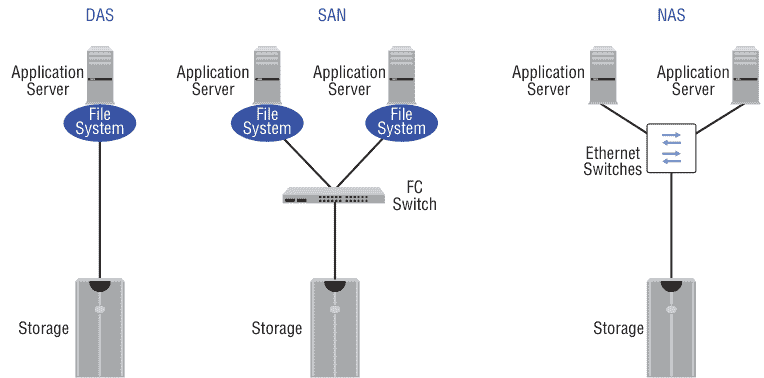 DAS
SAN
NAS
Application
Server
File
System
Storage
Application
Server
File
System
Application
Server
File
System
FC
Switch
Storage
Application
Server
Application
Server
Ethernet
Switches
Storage